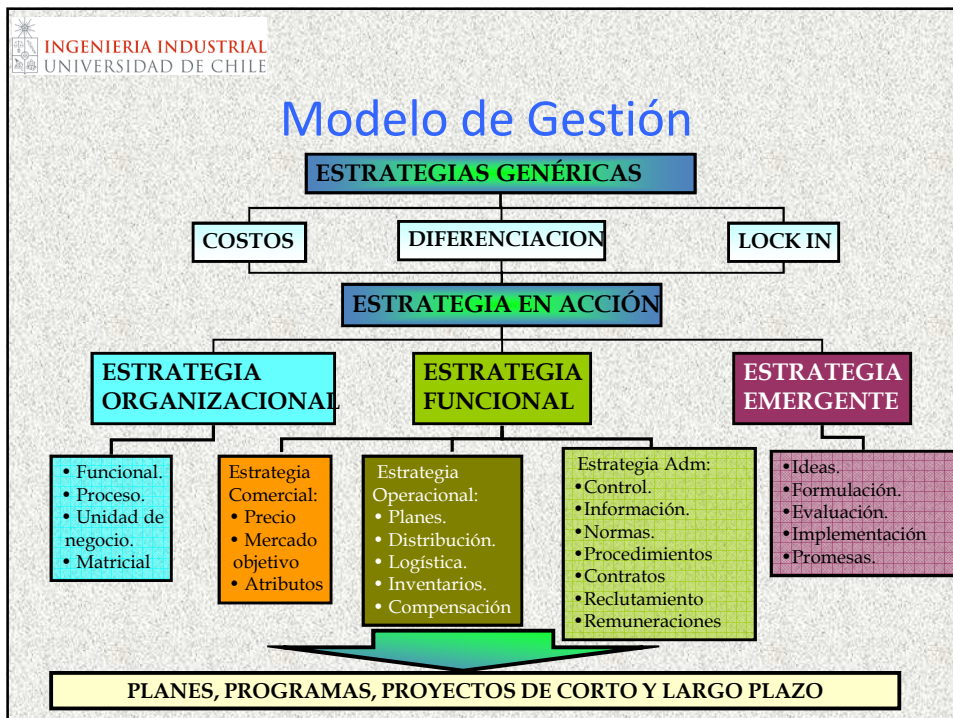 INGENIERIA INDUSTRIAL
UNIVERSIDAD DE CHILE
Modelo de Gestión
ESTRATEGIAS GENÉRICAS
COSTOS
DIFERENCIACION
LOCK IN
ESTRATEGIA EN ACCIÓN
ESTRATEGIA
ORGANIZACIONAL
ESTRATEGIA
FUNCIONAL
ESTRATEGIA
EMERGENTE
• Funcional.
• Proceso.
• Unidad de
negocio.
• Matricial
Estrategia
Comercial:
• Precio
• Mercado
objetivo
• Atributos
Estrategia
Operacional:
• Planes.
• Distribución.
• Logística.
• Inventarios.
• Compensación
Estrategia Adm:
•Control.
•Información.
•Normas.
•Procedimientos
•Contratos
•Reclutamiento
•Remuneraciones
•Ideas.
•Formulación.
•Evaluación.
•Implementación
•Promesas.
PLANES, PROGRAMAS, PROYECTOS DE CORTO Y LARGO PLAZO